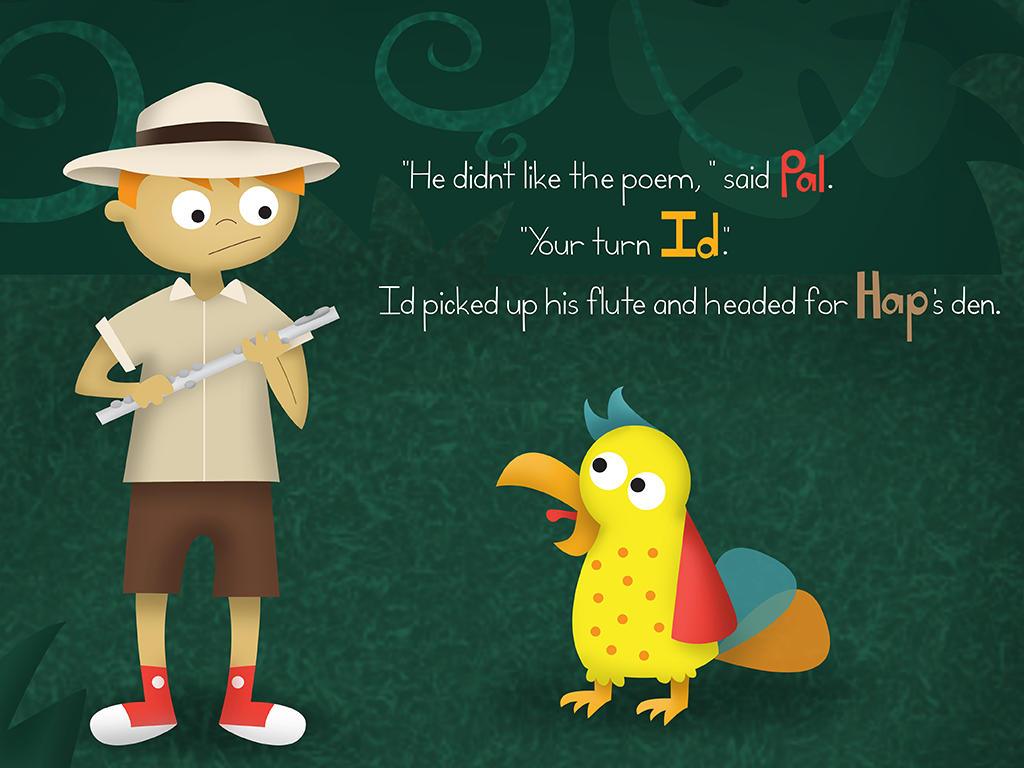 "He didn't like the poem, " said Pal.
"Your turn Id."
Id picked up his flute and headed for Hap's den.